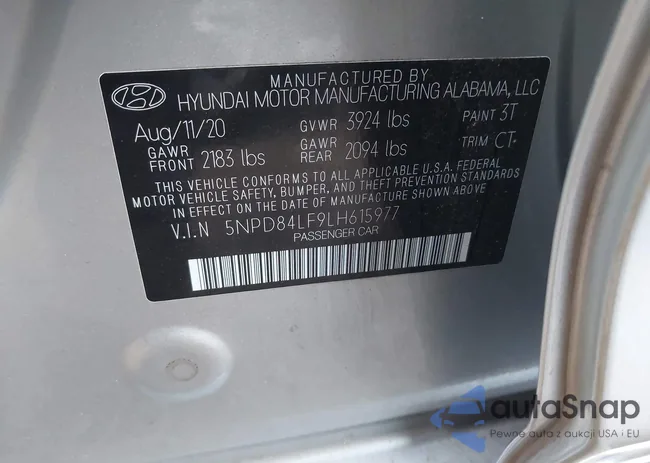 MANUFACTURED BY
HYUNDAI MOTOR MANUFACTURING ALABAMA, LLC
Aug/11/20 GVWR 3924 lbs PAINT 3T
GAWR FRONT 2183 lbs GAWR REAR 2094 lbs TRIM CT
THIS VEHICLE CONFORMS TO ALL APPLICABLE U.S.A. FEDERAL
MOTOR VEHICLE SAFETY, BUMPER, AND THEFT PREVENTION STANDARDS
IN EFFECT ON THE DATE OF MANUFACTURE SHOWN ABOVE.
V.I.N 5NPD84LF9LH615977
PASSENGER CAR
autaSnap
Pewne auta z aukcji USA i EU